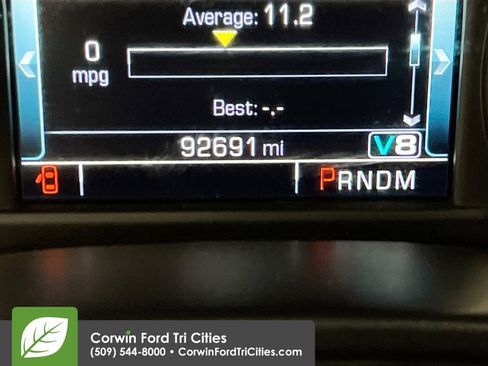 Average: 11.2
0
mpg
Best: -.-
92691 mi V8
PRNDM
Corwin Ford Tri Cities
(509) 544-8000 • CorwinFordTriCities.com